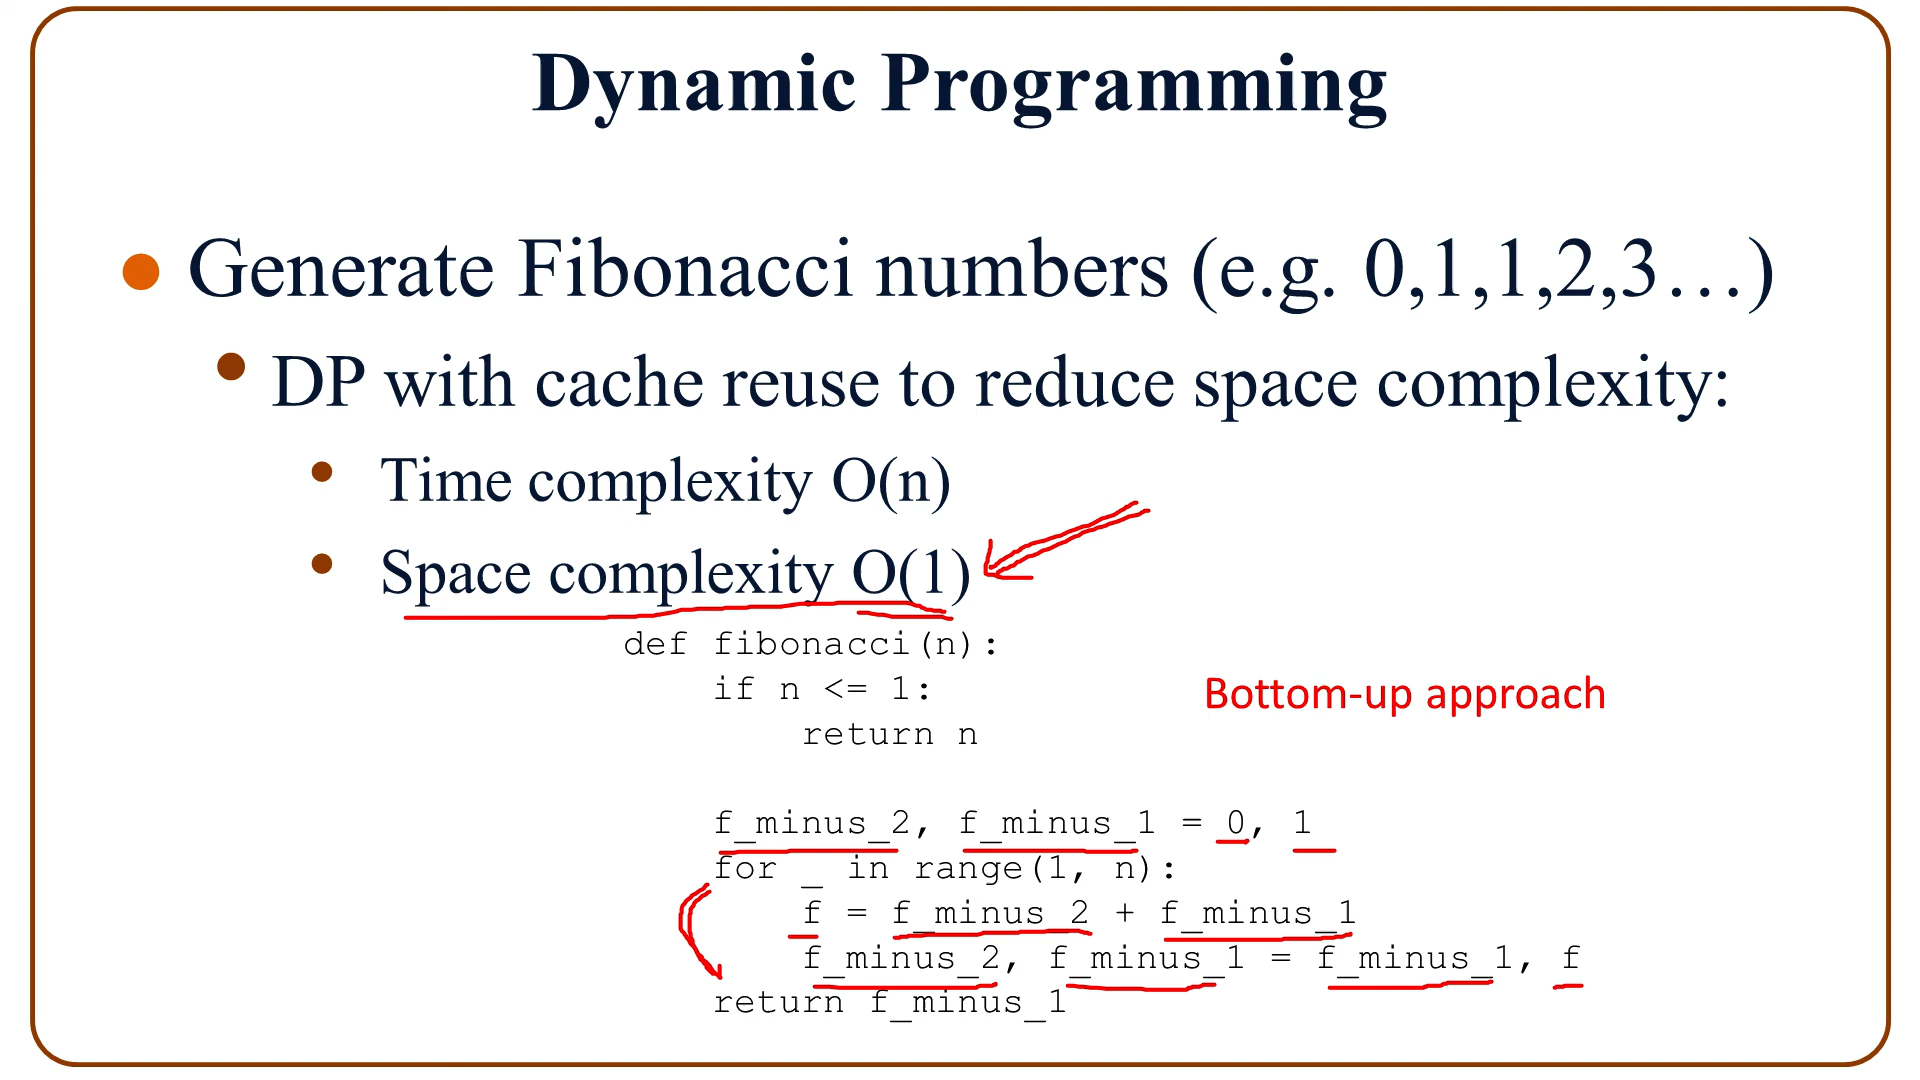 Dynamic Programming
Generate Fibonacci numbers (e.g. 0,1,1,2,3…)
DP with cache reuse to reduce space complexity:
Time complexity O(n)
Space complexity O(1)
def fibonacci(n):
    if n <= 1:
        return n
Bottom-up approach
    f_minus_2, f_minus_1 = 0, 1
    for _ in range(1, n):
        f = f_minus_2 + f_minus_1
        f_minus_2, f_minus_1 = f_minus_1, f
    return f_minus_1